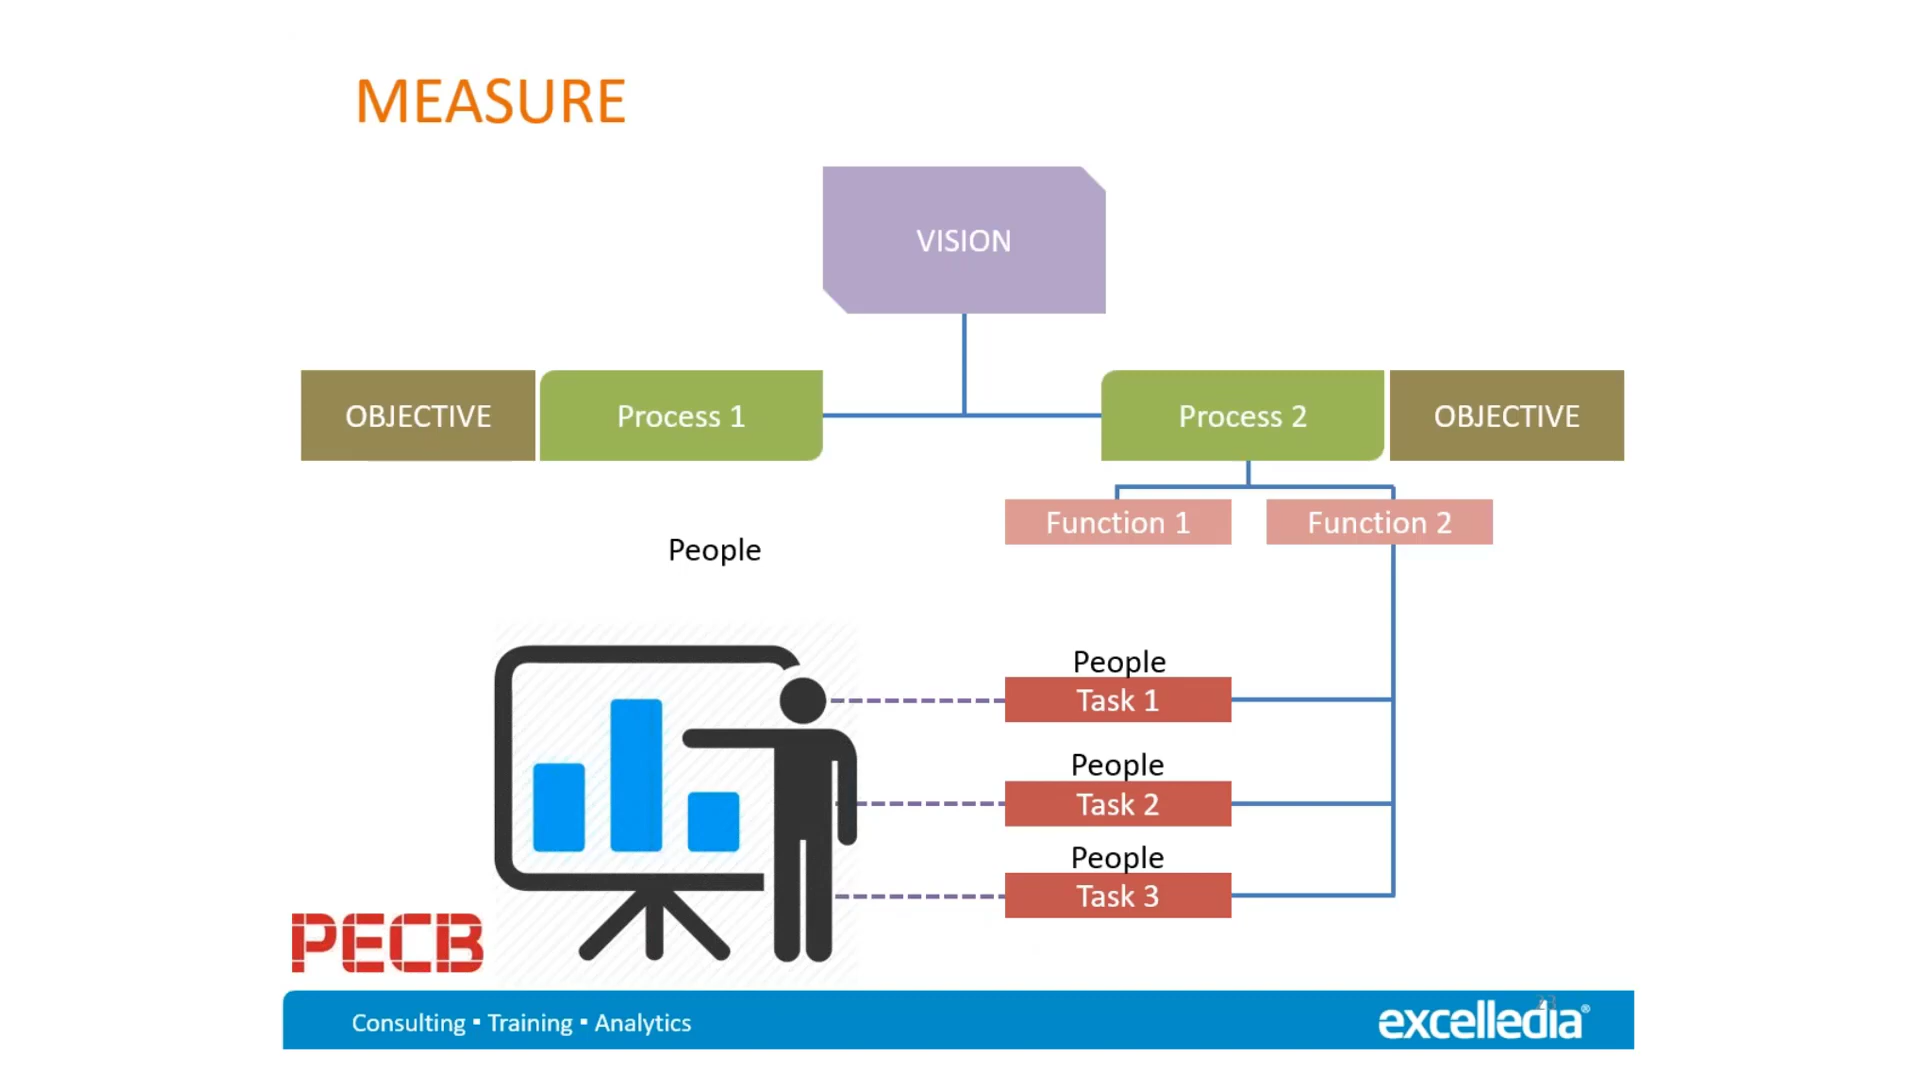 MEASURE
VISION
OBJECTIVE
Process 1
Process 2
OBJECTIVE
Function 1
Function 2
People
People
Task 1
People
Task 2
People
Task 3
PECB
Consulting ▪ Training ▪ Analytics
23
excelledia®